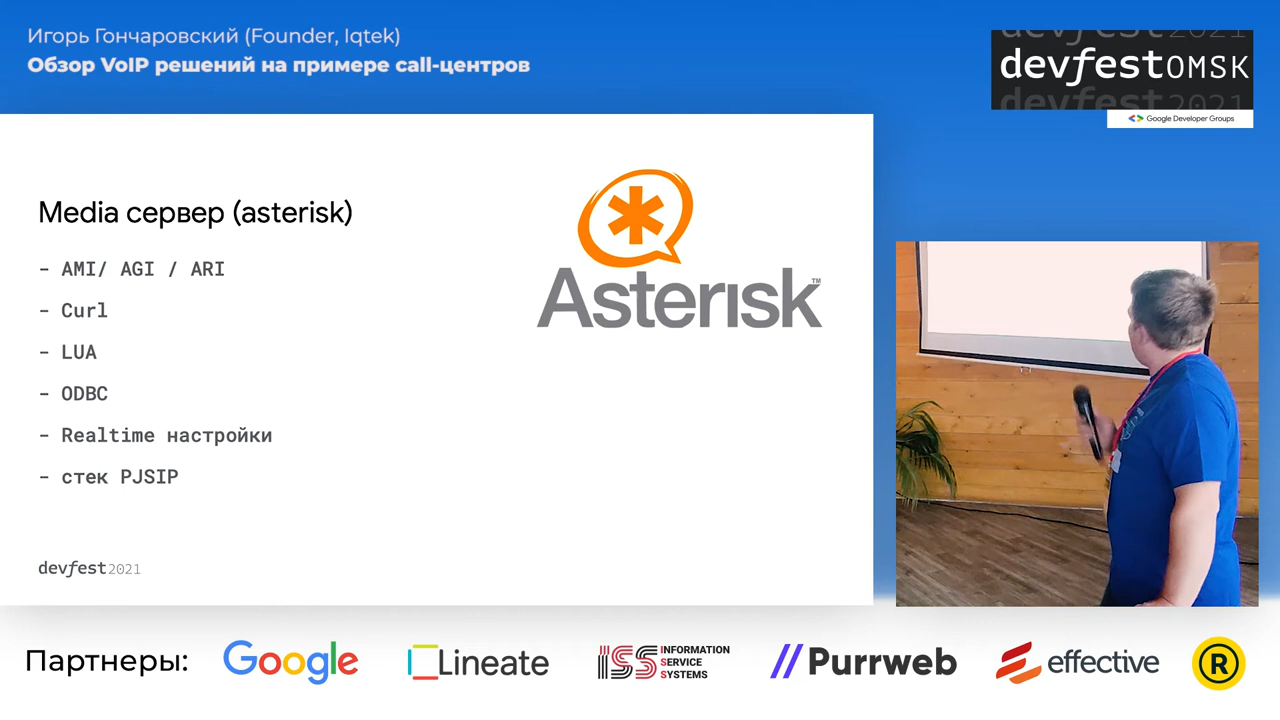 Игорь Гончаровский (Founder, Iqtek)
Обзор VoIP решений на примере call-центров
devfest2021
devfestOMSK
devfest2021
Google Developer Groups
Media сервер (asterisk)
- AMI/ AGI / ARI
- Curl
- LUA
- ODBC
- Realtime настройки
- стек PJSIP
Asterisk™
devfest2021
Партнеры:
Google
Lineate
ISS INFORMATION SERVICE SYSTEMS
Purrweb
effective
R